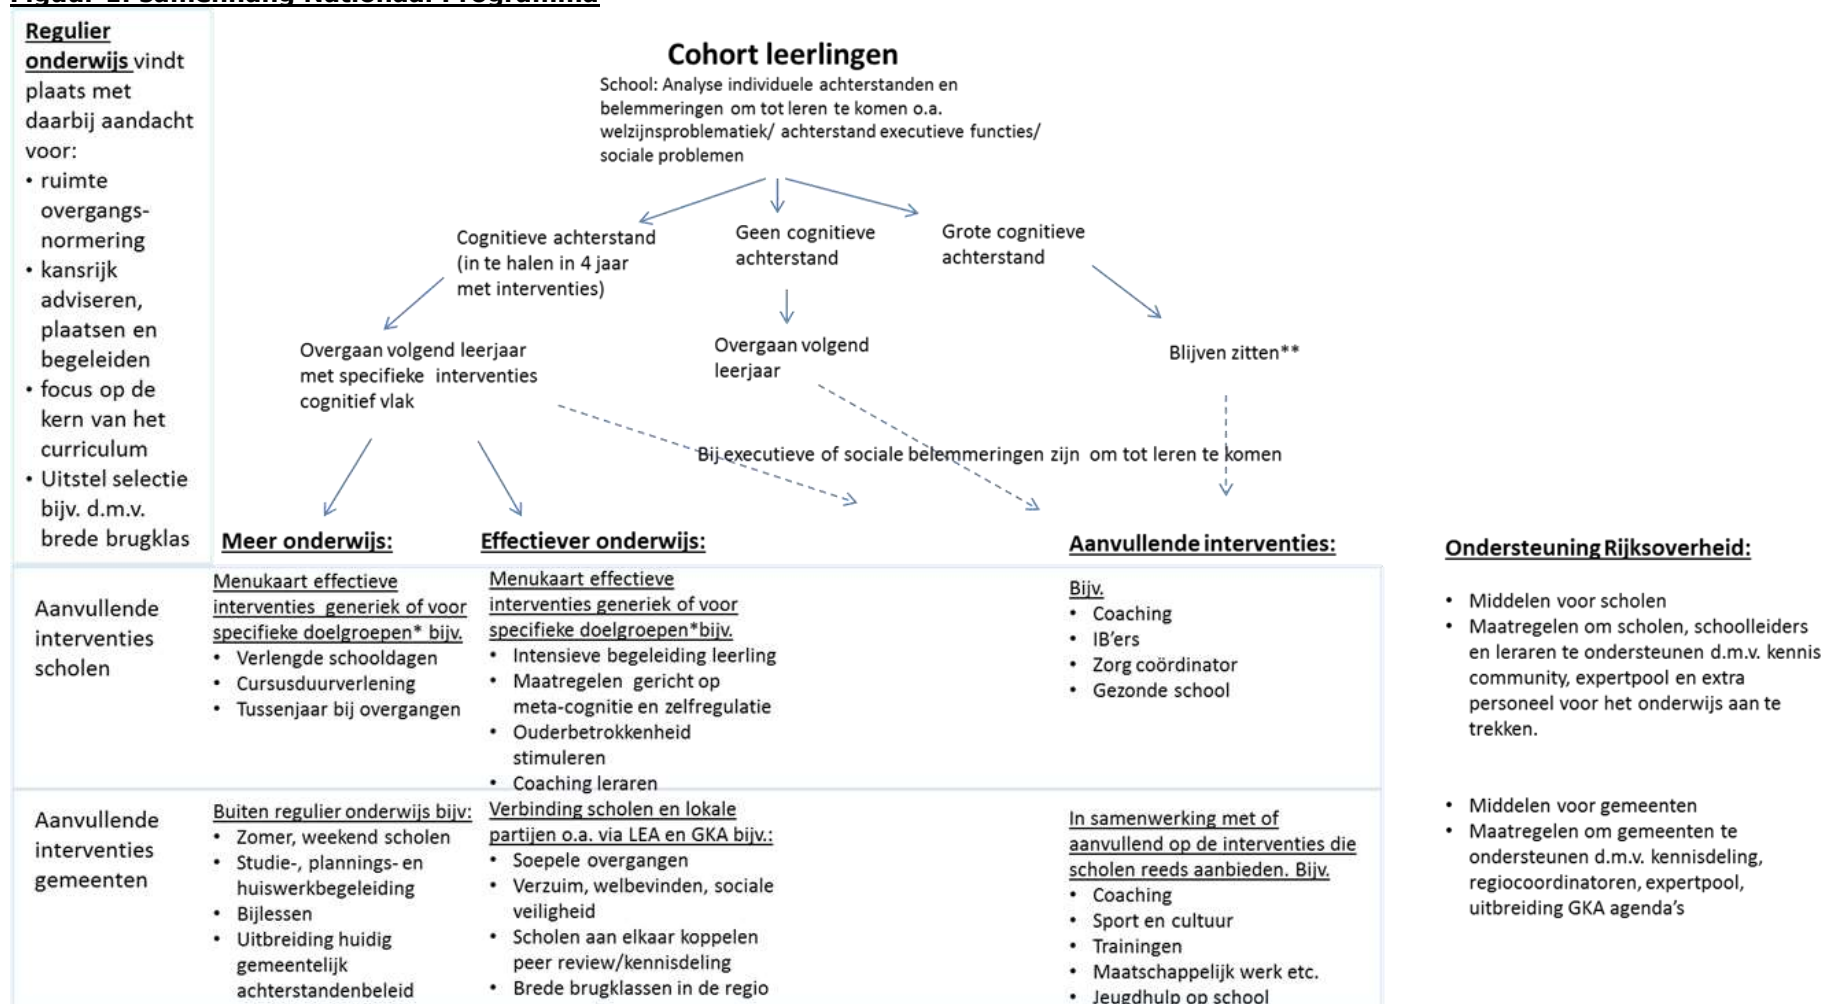 Figuur 1: Samenhang Nationaal Programma
Regulier
onderwijs vindt
plaats met
daarbij aandacht
voor:
• ruimte
overgangs-
normering
• kansrijk
adviseren,
plaatsen en
begeleiden
• focus op de
kern van het
curriculum
• Uitstel selectie
bijv. d.m.v.
brede brugklas
Cohort leerlingen
School: Analyse individuele achterstanden en
belemmeringen om tot leren te komen o.a.
welzijnsproblematiek/ achterstand executieve functies/
sociale problemen
Cognitieve achterstand
(in te halen in 4 jaar
met interventies)
Geen cognitieve
achterstand
Grote cognitieve
achterstand
Overgaan volgend leerjaar
met specifieke interventies
cognitief vlak
Overgaan volgend
leerjaar
Blijven zitten**
Bij executieve of sociale belemmeringen zijn om tot leren te komen
Meer onderwijs:
Effectiever onderwijs:
Aanvullende interventies:
Ondersteuning Rijksoverheid:
Aanvullende
interventies
scholen
Menukaart effectieve
interventies generiek of voor
specifieke doelgroepen* bijv.
• Verlengde schooldagen
• Cursusduurverlening
• Tussenjaar bij overgangen
Menukaart effectieve
interventies generiek of voor
specifieke doelgroepen*bijv.
• Intensieve begeleiding leerling
• Maatregelen gericht op
meta-cognitie en zelfregulatie
• Ouderbetrokkenheid
stimuleren
• Coaching leraren
Bijv.
• Coaching
• IB'ers
• Zorg coördinator
• Gezonde school
• Middelen voor scholen
• Maatregelen om scholen, schoolleiders
en leraren te ondersteunen d.m.v. kennis
community, expertpool en extra
personeel voor het onderwijs aan te
trekken.
Aanvullende
interventies
gemeenten
Buiten regulier onderwijs bijv:
• Zomer, weekend scholen
• Studie-, plannings- en
huiswerkbegeleiding
• Bijlessen
• Uitbreiding huidig
gemeentelijk
achterstandenbeleid
Verbinding scholen en lokale
partijen o.a. via LEA en GKA bijv.:
• Soepele overgangen
• Verzuim, welbevinden, sociale
veiligheid
• Scholen aan elkaar koppelen
peer review/kennisdeling
• Brede brugklassen in de regio
In samenwerking met of
aanvullend op de interventies die
scholen reeds aanbieden. Bijv.
• Coaching
• Sport en cultuur
• Trainingen
• Maatschappelijk werk etc.
• Jeugdhulp op school
• Middelen voor gemeenten
• Maatregelen om gemeenten te
ondersteunen d.m.v. kennisdeling,
regiocoordinatoren, expertpool,
uitbreiding GKA agenda's